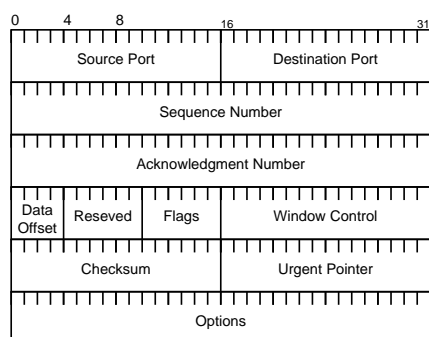 0 4 8 16 31
Source Port Destination Port
Sequence Number
Acknowledgment Number
Data Offset Reseved Flags Window Control
Checksum Urgent Pointer
Options